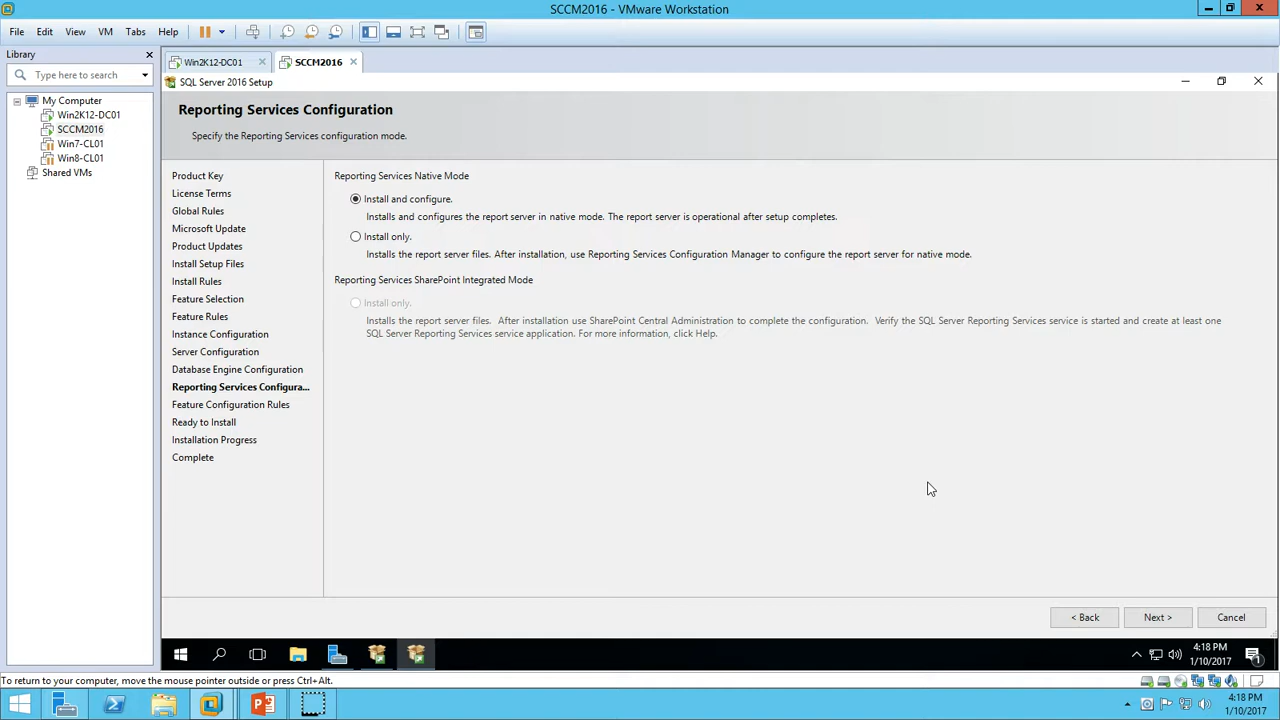 SCCM2016 - VMware Workstation
File Edit View VM Tabs Help
Library
Type here to search
My Computer
Win2K12-DC01
SCCM2016
Win7-CL01
Win8-CL01
Shared VMs
Win2K12-DC01 SCCM2016
SQL Server 2016 Setup
Reporting Services Configuration
Specify the Reporting Services configuration mode.
Product Key
License Terms
Global Rules
Microsoft Update
Product Updates
Install Setup Files
Install Rules
Feature Selection
Feature Rules
Instance Configuration
Server Configuration
Database Engine Configuration
Reporting Services Configura...
Feature Configuration Rules
Ready to Install
Installation Progress
Complete
Reporting Services Native Mode
Install and configure.
Installs and configures the report server in native mode. The report server is operational after setup completes.
Install only.
Installs the report server files. After installation, use Reporting Services Configuration Manager to configure the report server for native mode.
Reporting Services SharePoint Integrated Mode
Install only.
Installs the report server files. After installation use SharePoint Central Administration to complete the configuration. Verify the SQL Server Reporting Services service is started and create at least one
SQL Server Reporting Services service application. For more information, click Help.
< Back Next > Cancel
4:18 PM
1/10/2017
1
To return to your computer, move the mouse pointer outside or press Ctrl+Alt.
4:18 PM
1/10/2017